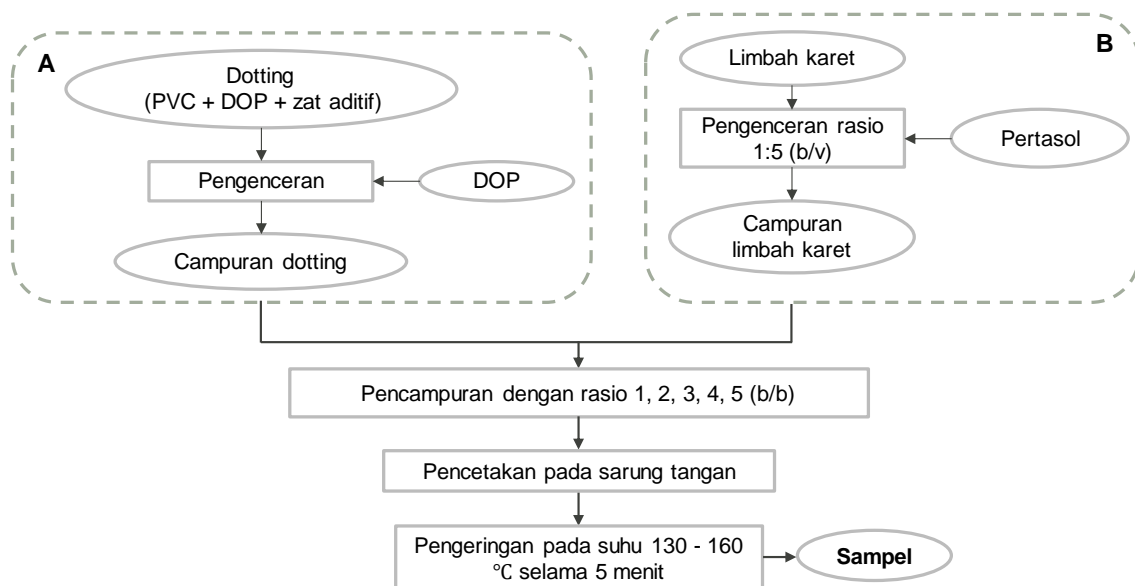 A
Dotting
(PVC + DOP + zat aditif)
Pengenceran
DOP
Campuran dotting
B
Limbah karet
Pengenceran rasio
1:5 (b/v)
Pertasol
Campuran
limbah karet
Pencampuran dengan rasio 1, 2, 3, 4, 5 (b/b)
Pencetakan pada sarung tangan
Pengeringan pada suhu 130 - 160
℃ selama 5 menit
Sampel